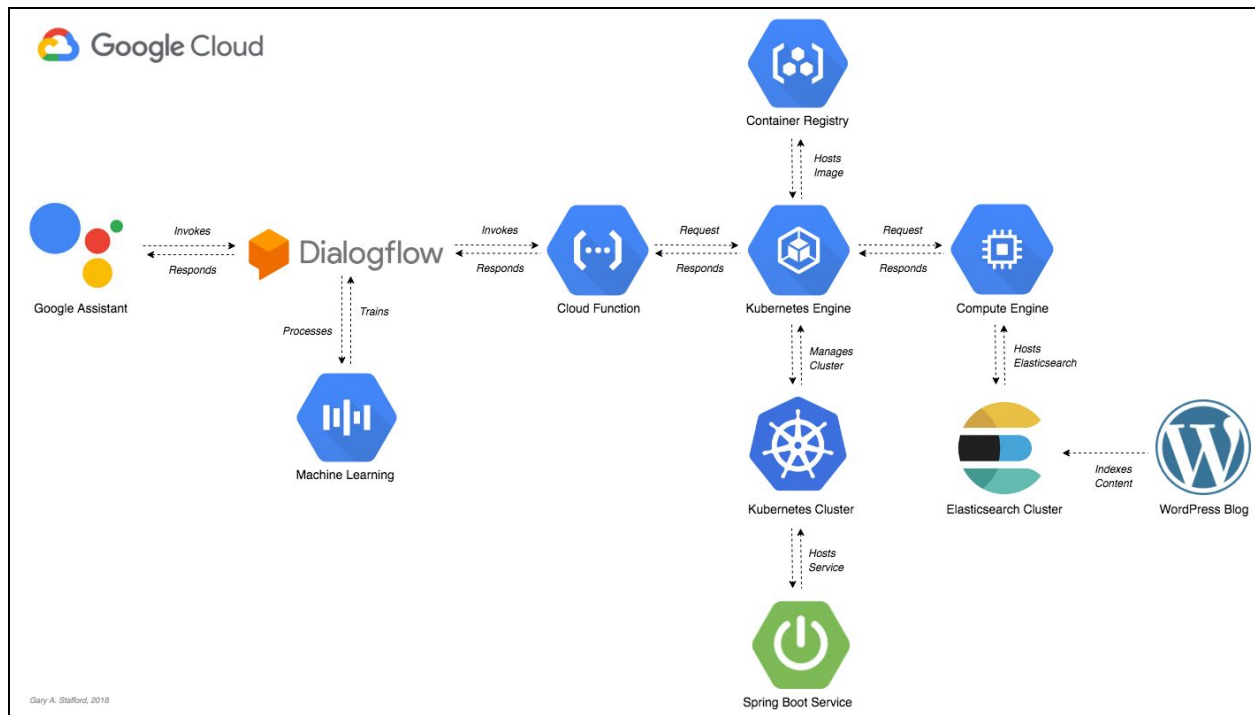 Google Cloud
Container Registry
Hosts
Image
Invokes
Responds
Google Assistant
Dialogflow
Invokes
Responds
Cloud Function
Request
Responds
Kubernetes Engine
Request
Responds
Compute Engine
Processes
Trains
Machine Learning
Manages
Cluster
Hosts
Elasticsearch
Kubernetes Cluster
Elasticsearch Cluster
Indexes
Content
WordPress Blog
Hosts
Service
Spring Boot Service
Gary A. Stafford, 2018